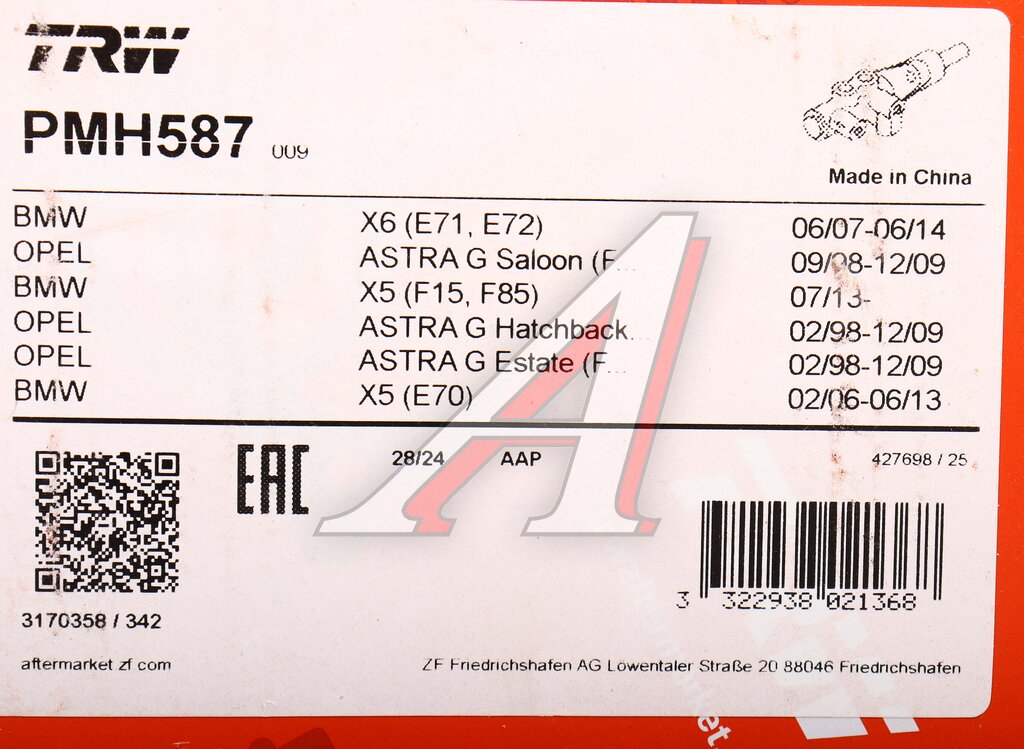 TRW
PMH587 009
Made in China
BMW X6 (E71, E72) 06/07-06/14
OPEL ASTRA G Saloon (F... 09/98-12/09
BMW X5 (F15, F85) 07/13-
OPEL ASTRA G Hatchback... 02/98-12/09
OPEL ASTRA G Estate (F... 02/98-12/09
BMW X5 (E70) 02/06-06/13
EAC 28/24 AAP 427698 / 25
3 322938 021368
3170358 / 342
aftermarket.zf.com
ZF Friedrichshafen AG Löwentaler Straße 20 88046 Friedrichshafen